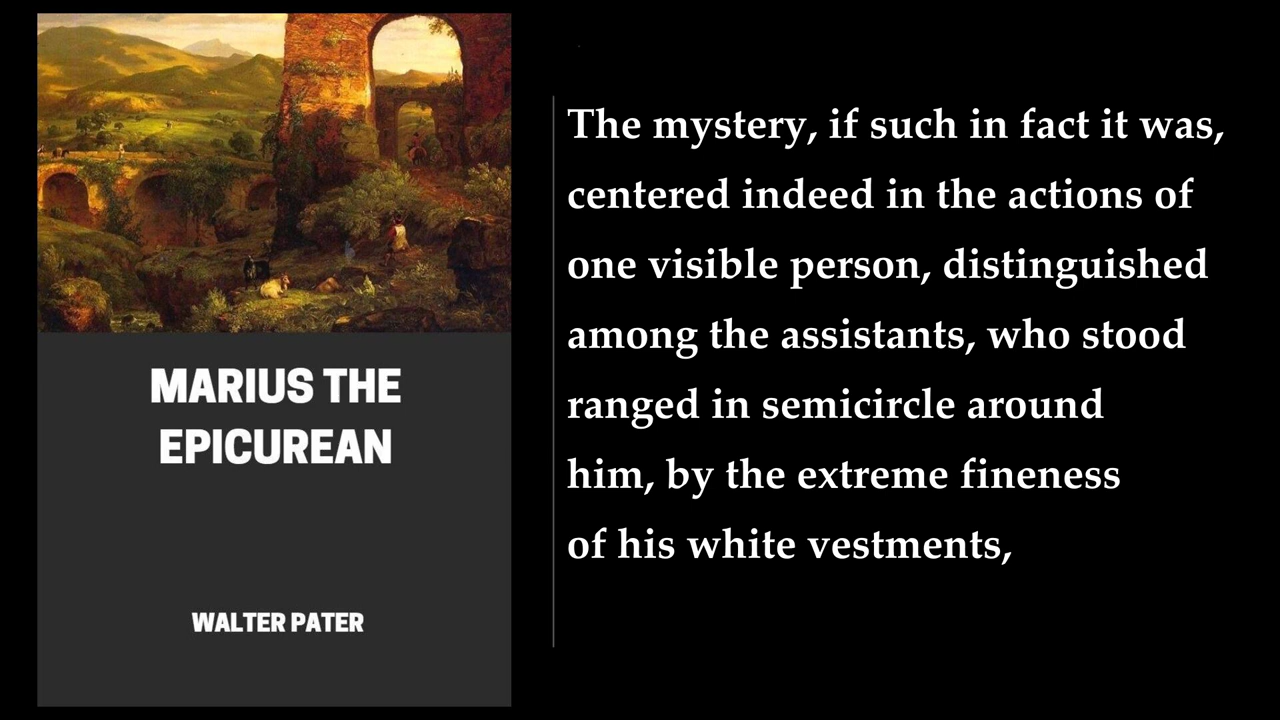 MARIUS THE
EPICUREAN
WALTER PATER
The mystery, if such in fact it was,
centered indeed in the actions of
one visible person, distinguished
among the assistants, who stood
ranged in semicircle around
him, by the extreme fineness
of his white vestments,